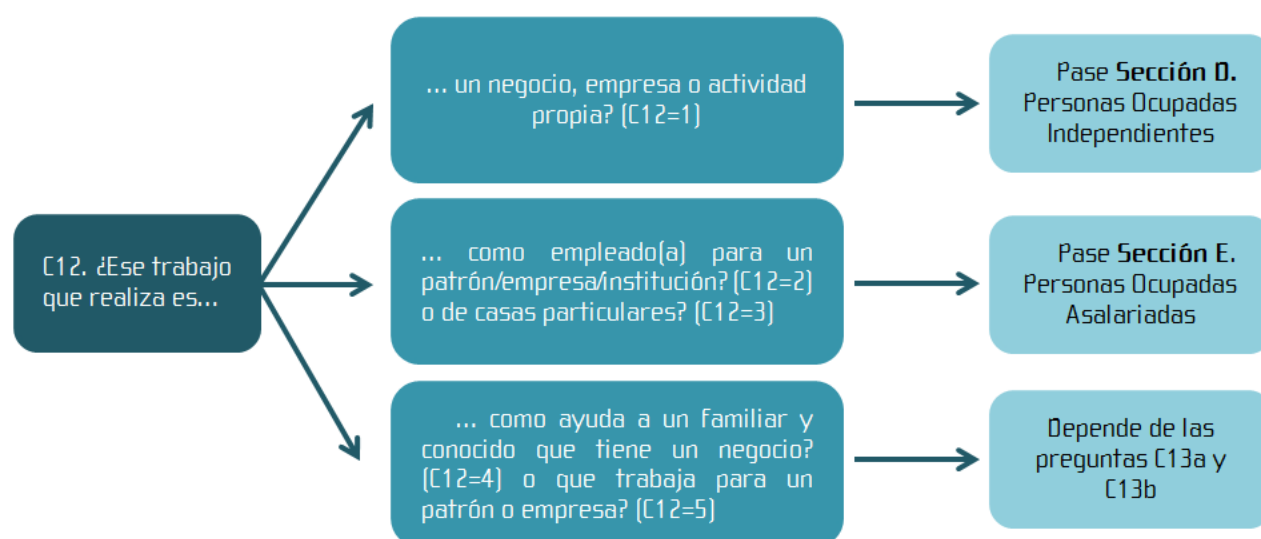 C12. ¿Ese trabajo
que realiza es...
... un negocio, empresa o actividad
propia? (C12=1)
Pase Sección D.
Personas Ocupadas
Independientes
... como empleado(a) para un
patrón/empresa/institución? (C12=2)
o de casas particulares? (C12=3)
Pase Sección E.
Personas Ocupadas
Asalariadas
... como ayuda a un familiar y
conocido que tiene un negocio?
(C12=4) o que trabaja para un
patrón o empresa? (C12=5)
Depende de las
preguntas C13a y
C13b